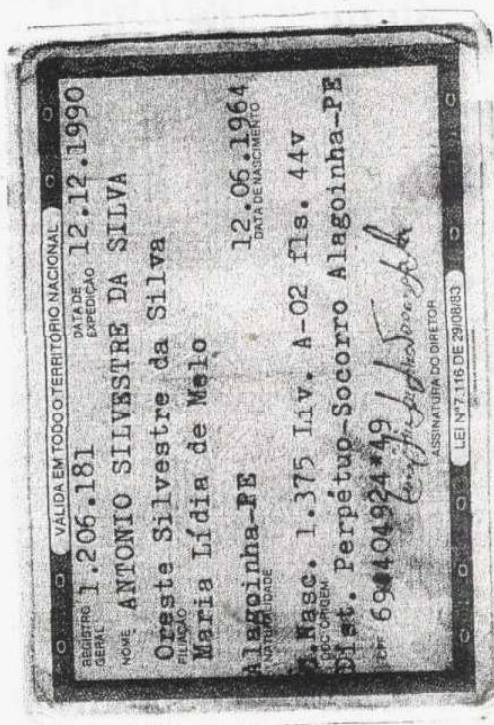 VÁLIDA EM TODO O TERRITÓRIO NACIONAL
REGISTRO GERAL 1.206.181 DATA DE EXPEDIÇÃO 12.12.1990
NOME ANTONIO SILVESTRE DA SILVA
Oreste Silvestre da Silva
FILIAÇÃO
Maria Lídia de Melo
Alagoinha-PE 12.06.1964
NATURALIDADE DATA DE NASCIMENTO
Nasc. 1.375 Liv. A-02 fls. 44v
DOC ORIGEM
Dist. Perpétuo-Socorro Alagoinha-PE
CPF
ASSINATURA DO DIRETOR
LEI Nº 7.116 DE 29/08/83